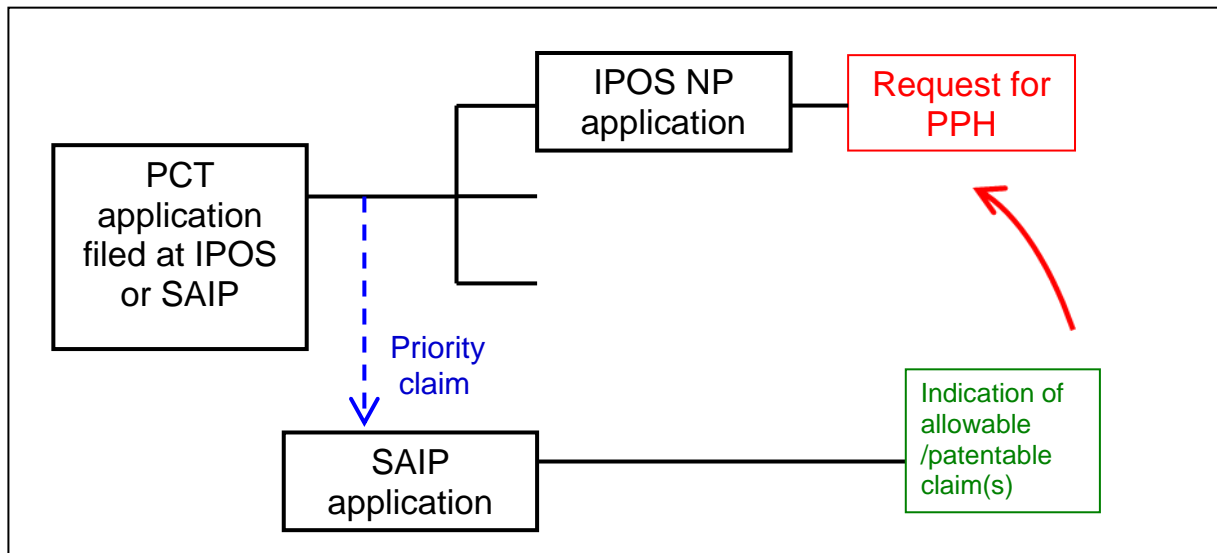 PCT
application
filed at IPOS
or SAIP
IPOS NP
application
Request for
PPH
Priority
claim
SAIP
application
Indication of
allowable
/patentable
claim(s)